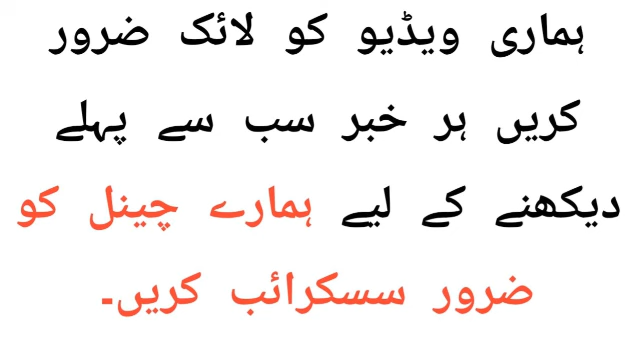 ہماری ویڈیو کو لائک ضرور
کریں ہر خبر سب سے پہلے
دیکھنے کے لیے ہمارے چینل کو
ضرور سسکرائب کریں۔